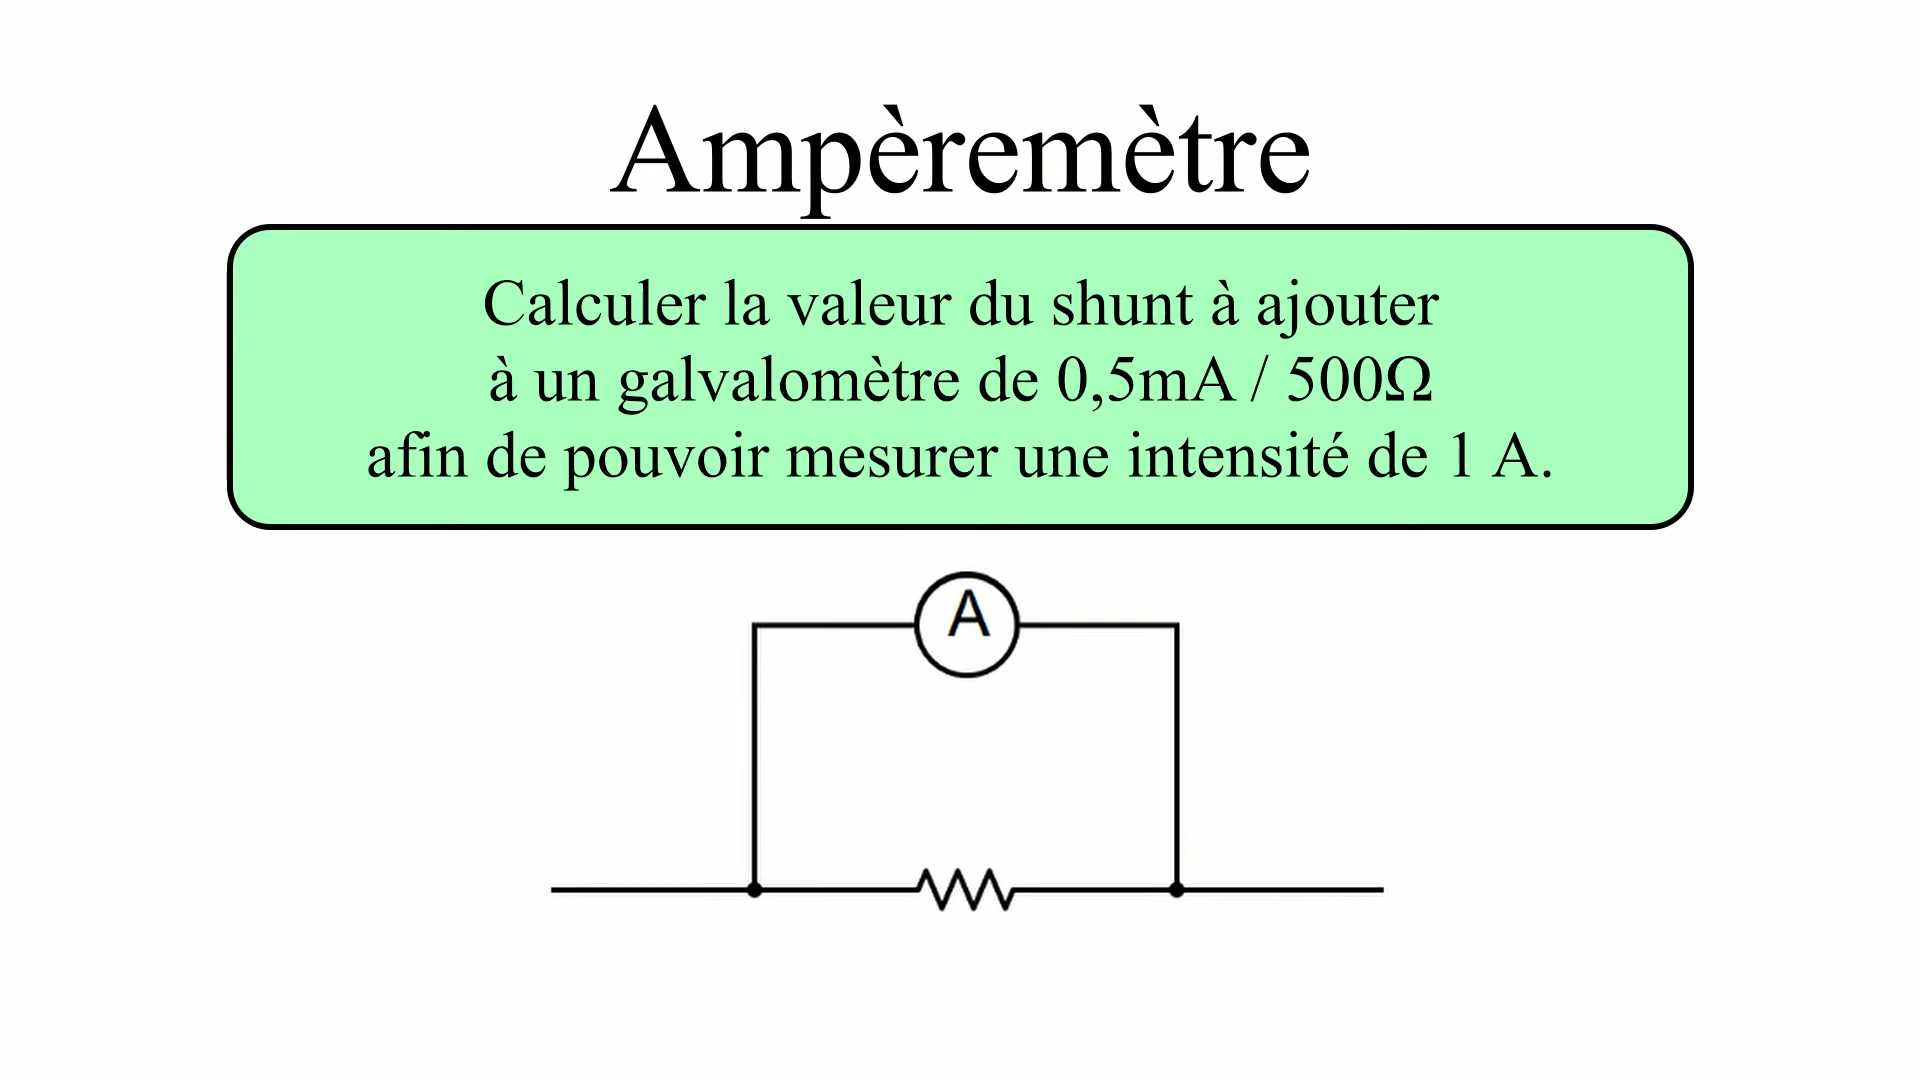 Ampèremètre
Calculer la valeur du shunt à ajouter
à un galvalomètre de 0,5mA / 500Ω
afin de pouvoir mesurer une intensité de 1 A.
A